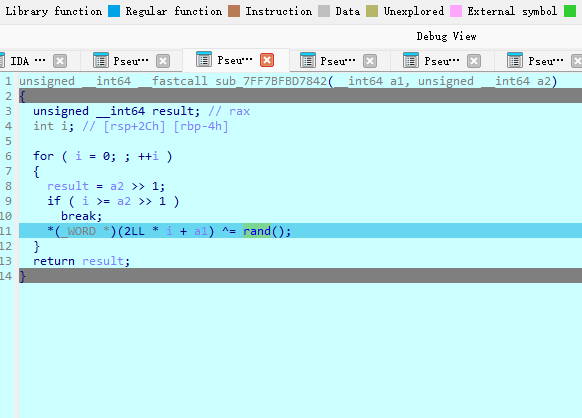 Library function Regular function Instruction Data Unexplored External symbol
Debug View
IDA ⋯ Pseu⋯ Pseu⋯ Pseu⋯ Pseu⋯ Pseu⋯
1 unsigned __int64 __fastcall sub_7FF7BFBD7842(__int64 a1, unsigned __int64 a2)
2 {
3 unsigned __int64 result; // rax
4 int i; // [rsp+2Ch] [rbp-4h]
5
6 for ( i = 0; ; ++i )
7 {
8 result = a2 >> 1;
9 if ( i >= a2 >> 1 )
10 break;
11 *(_WORD *)(2LL * i + a1) ^= rand();
12 }
13 return result;
14 }